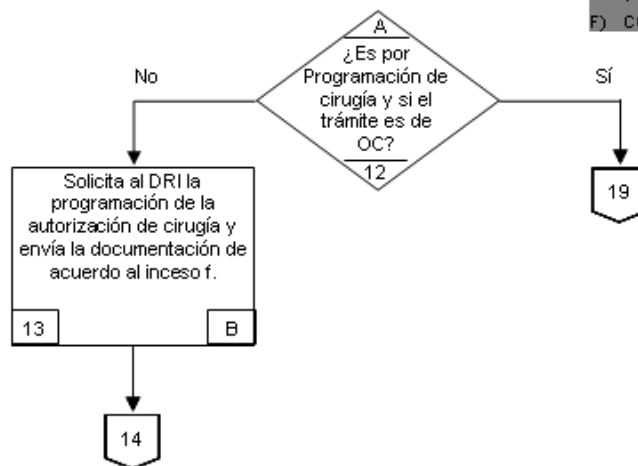 F)
A
¿Es por
Programación de
cirugía y si el
trámite es de
OC?
12
No
Sí
Solicita al DRI la
programación de la
autorización de cirugía y
envía la documentación de
acuerdo al inceso f.
13
B
19
14